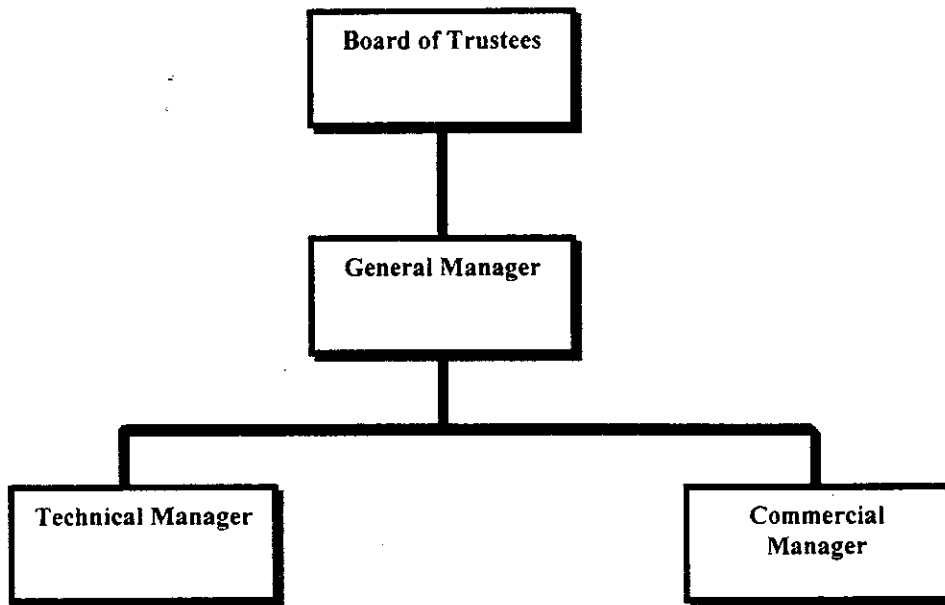 Board of Trustees
General Manager
Technical Manager
Commercial
Manager